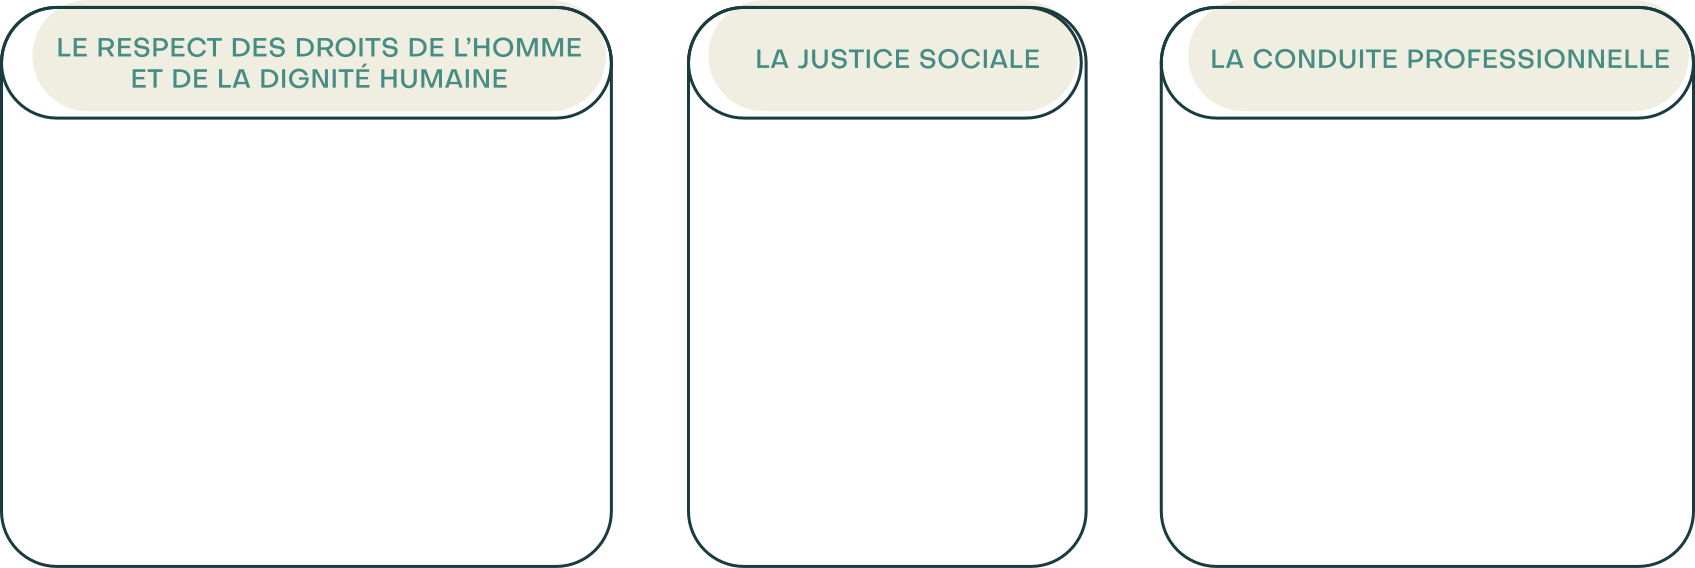 LE RESPECT DES DROITS DE L’HOMME
ET DE LA DIGNITÉ HUMAINE
LA JUSTICE SOCIALE
LA CONDUITE PROFESSIONNELLE